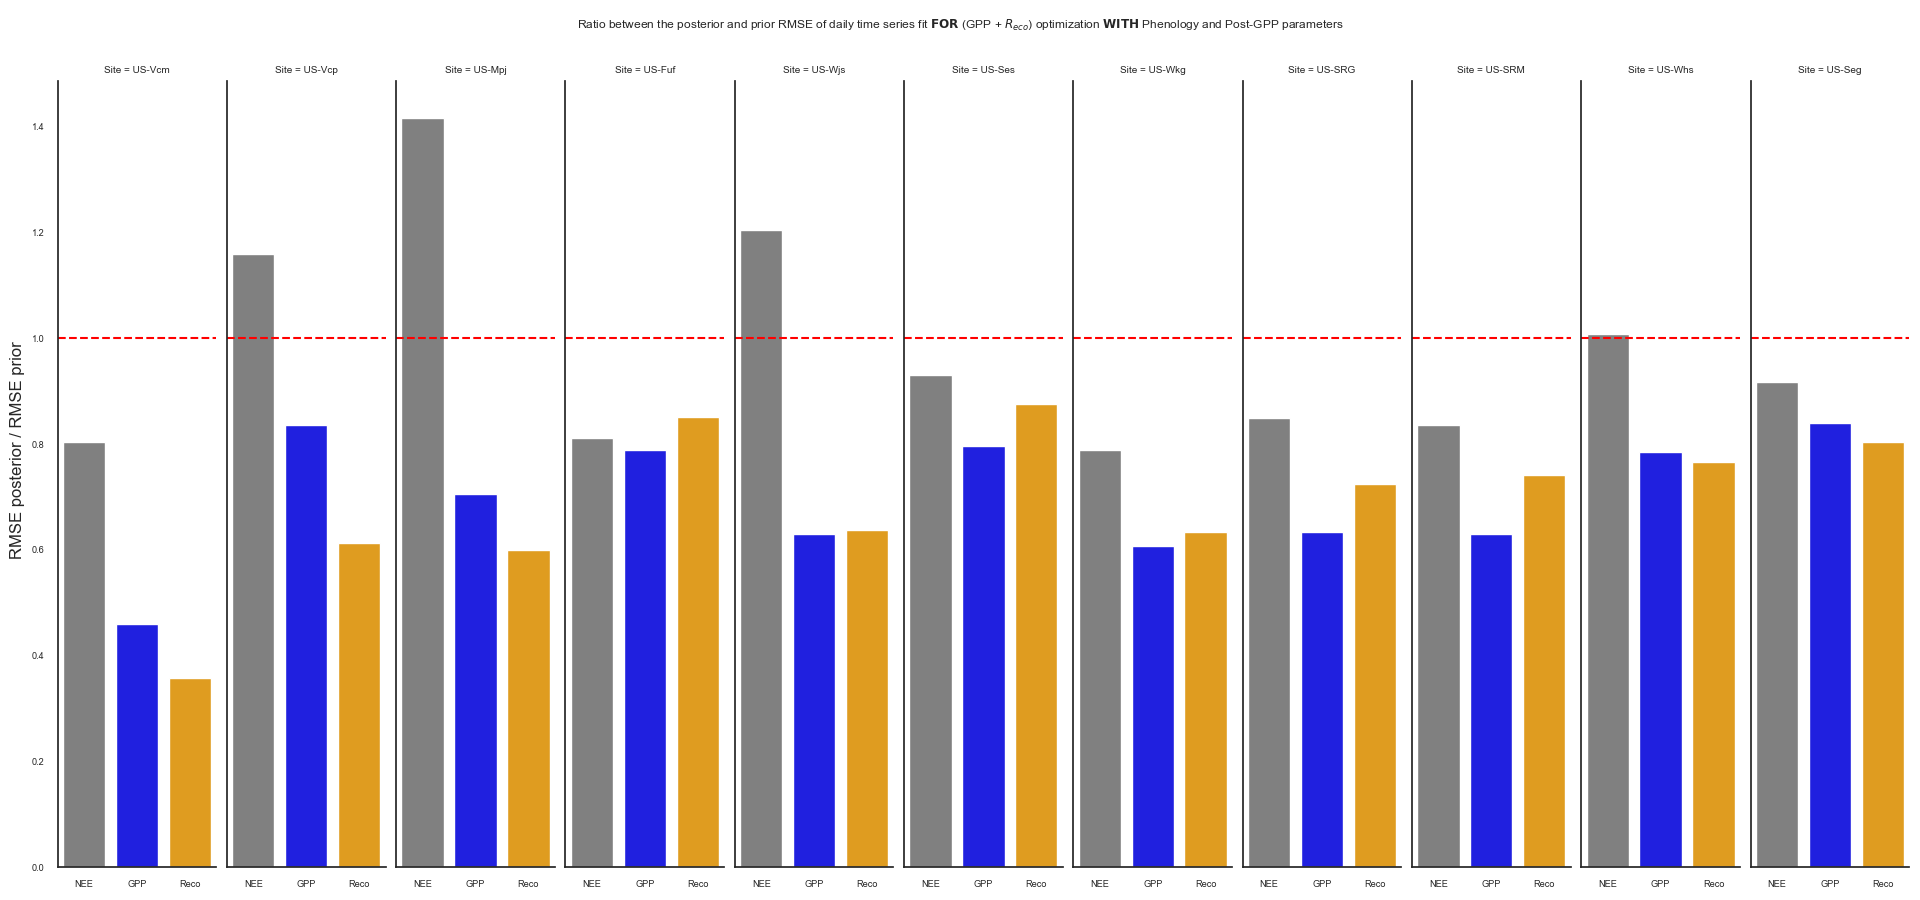 Ratio between the posterior and prior RMSE of daily time series fit FOR (GPP + Reco) optimization WITH Phenology and Post-GPP parameters
Site = US-Vcm Site = US-Vcp Site = US-Mpj Site = US-Fuf Site = US-Wjs Site = US-Ses Site = US-Wkg Site = US-SRG Site = US-SRM Site = US-Whs Site = US-Seg
RMSE posterior / RMSE prior
1.4
1.2
1.0
0.8
0.6
0.4
0.2
0.0
NEE GPP Reco NEE GPP Reco NEE GPP Reco NEE GPP Reco NEE GPP Reco NEE GPP Reco NEE GPP Reco NEE GPP Reco NEE GPP Reco NEE GPP Reco NEE GPP Reco